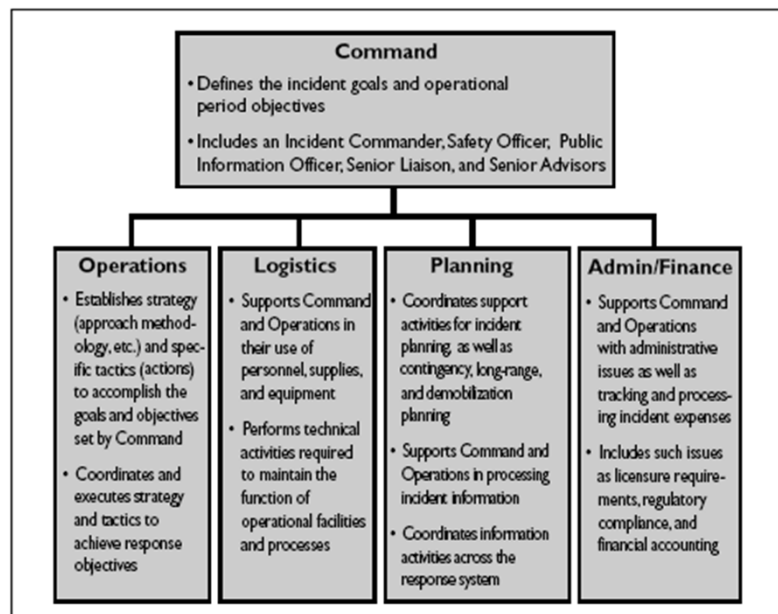 Command
• Defines the incident goals and operational
period objectives
• Includes an Incident Commander, Safety Officer, Public
Information Officer, Senior Liaison, and Senior Advisors
Operations
• Establishes strategy
(approach method-
ology, etc.) and spec-
ific tactics (actions)
to accomplish the
goals and objectives
set by Command
• Coordinates and
executes strategy
and tactics to
achieve response
objectives
Logistics
• Supports Command
and Operations in
their use of
personnel, supplies,
and equipment
• Performs technical
activities required
to maintain the
function of
operational facilities
and processes
Planning
• Coordinates support
activities for incident
planning, as well as
contingency, long-range,
and demobilization
planning
• Supports Command and
Operations in processing
incident information
• Coordinates information
activities across the
response system
Admin/Finance
• Supports Command
and Operations
with administrative
issues as well as
tracking and process-
ing incident expenses
• Includes such issues
as licensure require-
ments, regulatory
compliance, and
financial accounting